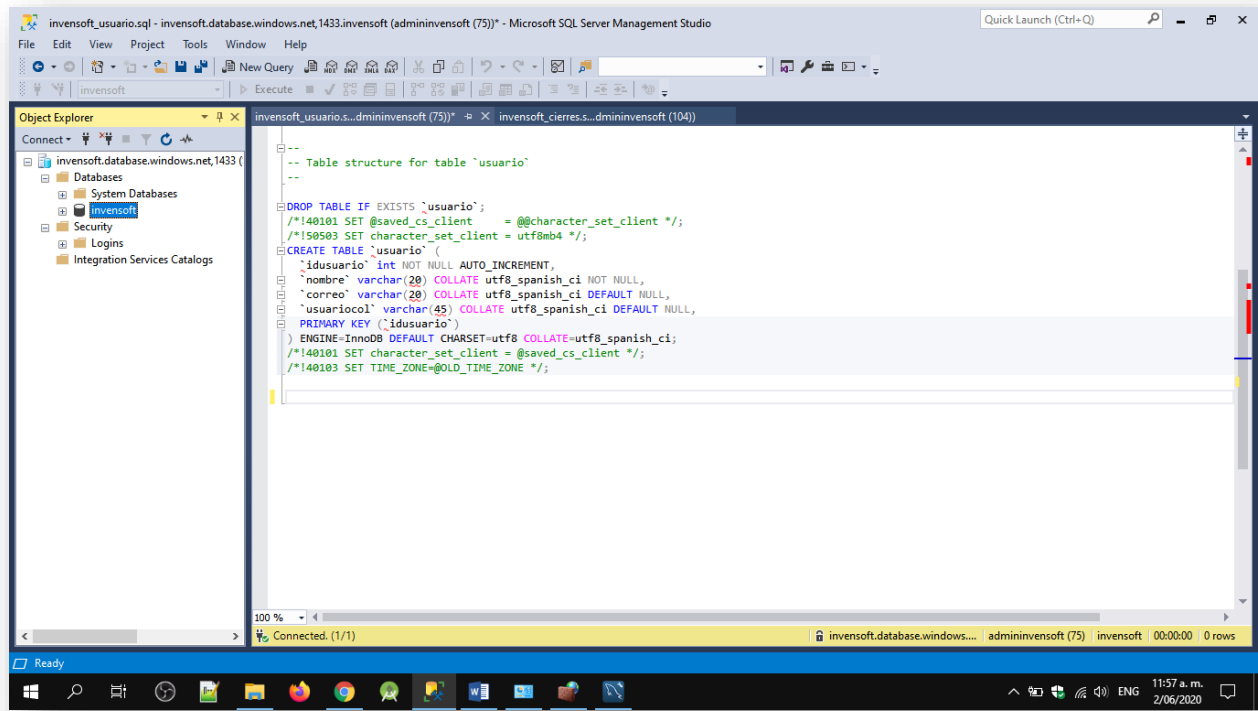 invensoft_usuario.sql - invensoft.database.windows.net,1433.invensoft (admininvensoft (75))* - Microsoft SQL Server Management Studio
Quick Launch (Ctrl+Q)
File Edit View Project Tools Window Help
New Query MDX DMX XMLA DAX
invensoft Execute
Object Explorer
invensoft_usuario.s...dmininvensoft (75))* invensoft_cierres.s...dmininvensoft (104))
Connect
invensoft.database.windows.net,1433 (
Databases
System Databases
invensoft
Security
Logins
Integration Services Catalogs
--
-- Table structure for table `usuario`
--
DROP TABLE IF EXISTS `usuario`;
/*!40101 SET @saved_cs_client     = @@character_set_client */;
/*!50503 SET character_set_client = utf8mb4 */;
CREATE TABLE `usuario` (
`idusuario` int NOT NULL AUTO_INCREMENT,
`nombre` varchar(20) COLLATE utf8_spanish_ci NOT NULL,
`correo` varchar(20) COLLATE utf8_spanish_ci DEFAULT NULL,
`usuariocol` varchar(45) COLLATE utf8_spanish_ci DEFAULT NULL,
PRIMARY KEY (`idusuario`)
) ENGINE=InnoDB DEFAULT CHARSET=utf8 COLLATE=utf8_spanish_ci;
/*!40101 SET character_set_client = @saved_cs_client */;
/*!40103 SET TIME_ZONE=@OLD_TIME_ZONE */;
100 %
Connected. (1/1)
invensoft.database.windows.... admininvensoft (75) invensoft 00:00:00 0 rows
Ready
ENG
11:57 a. m.
2/06/2020